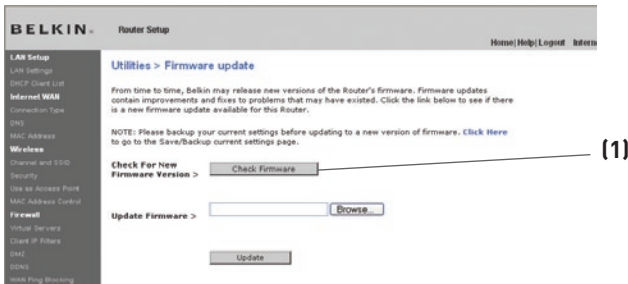 BELKIN
Router Setup
Home|Help|Logout Intern
LAN Setup
LAN Settings
DHCP Client List
Internet WAN
Connection Type
DNS
MAC Address
Wireless
Channel and SSID
Security
Use as Access Point
MAC Address Control
Firewall
Virtual Servers
Client IP Filters
DMZ
DDNS
WAN Ping Blocking
Utilities > Firmware update
From time to time, Belkin may release new versions of the Router's firmware. Firmware updates
contain improvements and fixes to problems that may have existed. Click the link below to see if there
is a new firmware update available for this Router.
NOTE: Please backup your current settings before updating to a new version of firmware. Click Here
to go to the Save/Backup current settings page.
Check For New
Firmware Version >
Check Firmware
(1)
Update Firmware >
Browse...
Update